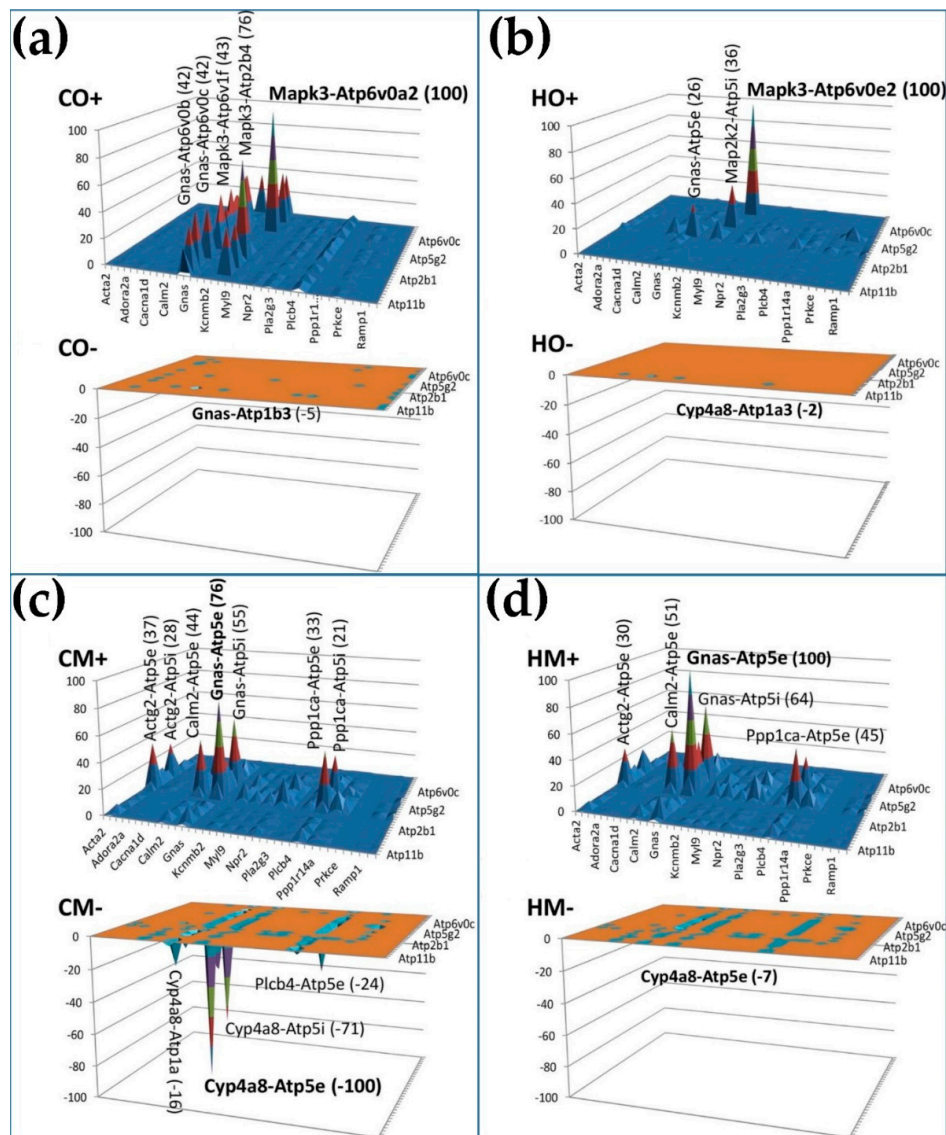 (a)
CO+
Gnas-Atp6v0b (42)
Gnas-Atp6v0c (42)
Mapk3-Atp6v1f (43)
Mapk3-Atp2b4 (76)
Mapk3-Atp6v0a2 (100)
100
80
60
40
20
0
Acta2
Adora2a
Cacna1d
Calm2
Gnas
Kcnmb2
Myl9
Npr2
Pla2g3
Plcb4
Ppp1r1..
Prkce
Ramp1
Atp6v0c
Atp5g2
Atp2b1
Atp11b
CO-
0
-20
-40
-60
-80
-100
Gnas-Atp1b3 (-5)
Atp6v0c
Atp5g2
Atp2b1
Atp11b
(b)
HO+
Gnas-Atp5e (26)
Map2k2-Atp5i (36)
Mapk3-Atp6v0e2 (100)
100
80
60
40
20
0
Acta2
Adora2a
Cacna1d
Calm2
Gnas
Kcnmb2
Myl9
Npr2
Pla2g3
Plcb4
Ppp1r14a
Prkce
Ramp1
Atp6v0c
Atp5g2
Atp2b1
Atp11b
HO-
0
-20
-40
-60
-80
-100
Cyp4a8-Atp1a3 (-2)
Atp6v0c
Atp5g2
Atp2b1
Atp11b
(c)
CM+
Actg2-Atp5e (37)
Actg2-Atp5i (28)
Calm2-Atp5e (44)
Gnas-Atp5e (76)
Gnas-Atp5i (55)
Ppp1ca-Atp5e (33)
Ppp1ca-Atp5i (21)
100
80
60
40
20
0
Acta2
Adora2a
Cacna1d
Calm2
Gnas
Kcnmb2
Myl9
Npr2
Pla2g3
Plcb4
Ppp1r14a
Prkce
Ramp1
Atp6v0c
Atp5g2
Atp2b1
Atp11b
CM-
0
-20
-40
-60
-80
-100
Cyp4a8-Atp1a (-16)
Plcb4-Atp5e (-24)
Cyp4a8-Atp5i (-71)
Cyp4a8-Atp5e (-100)
Atp6v0c
Atp5g2
Atp2b1
Atp11b
(d)
HM+
Actg2-Atp5e (30)
Calm2-Atp5e (51)
Gnas-Atp5e (100)
Gnas-Atp5i (64)
Ppp1ca-Atp5e (45)
100
80
60
40
20
0
Acta2
Adora2a
Cacna1d
Calm2
Gnas
Kcnmb2
Myl9
Npr2
Pla2g3
Plcb4
Ppp1r14a
Prkce
Ramp1
Atp6v0c
Atp5g2
Atp2b1
Atp11b
HM-
0
-20
-40
-60
-80
-100
Cyp4a8-Atp5e (-7)
Atp6v0c
Atp5g2
Atp2b1
Atp11b